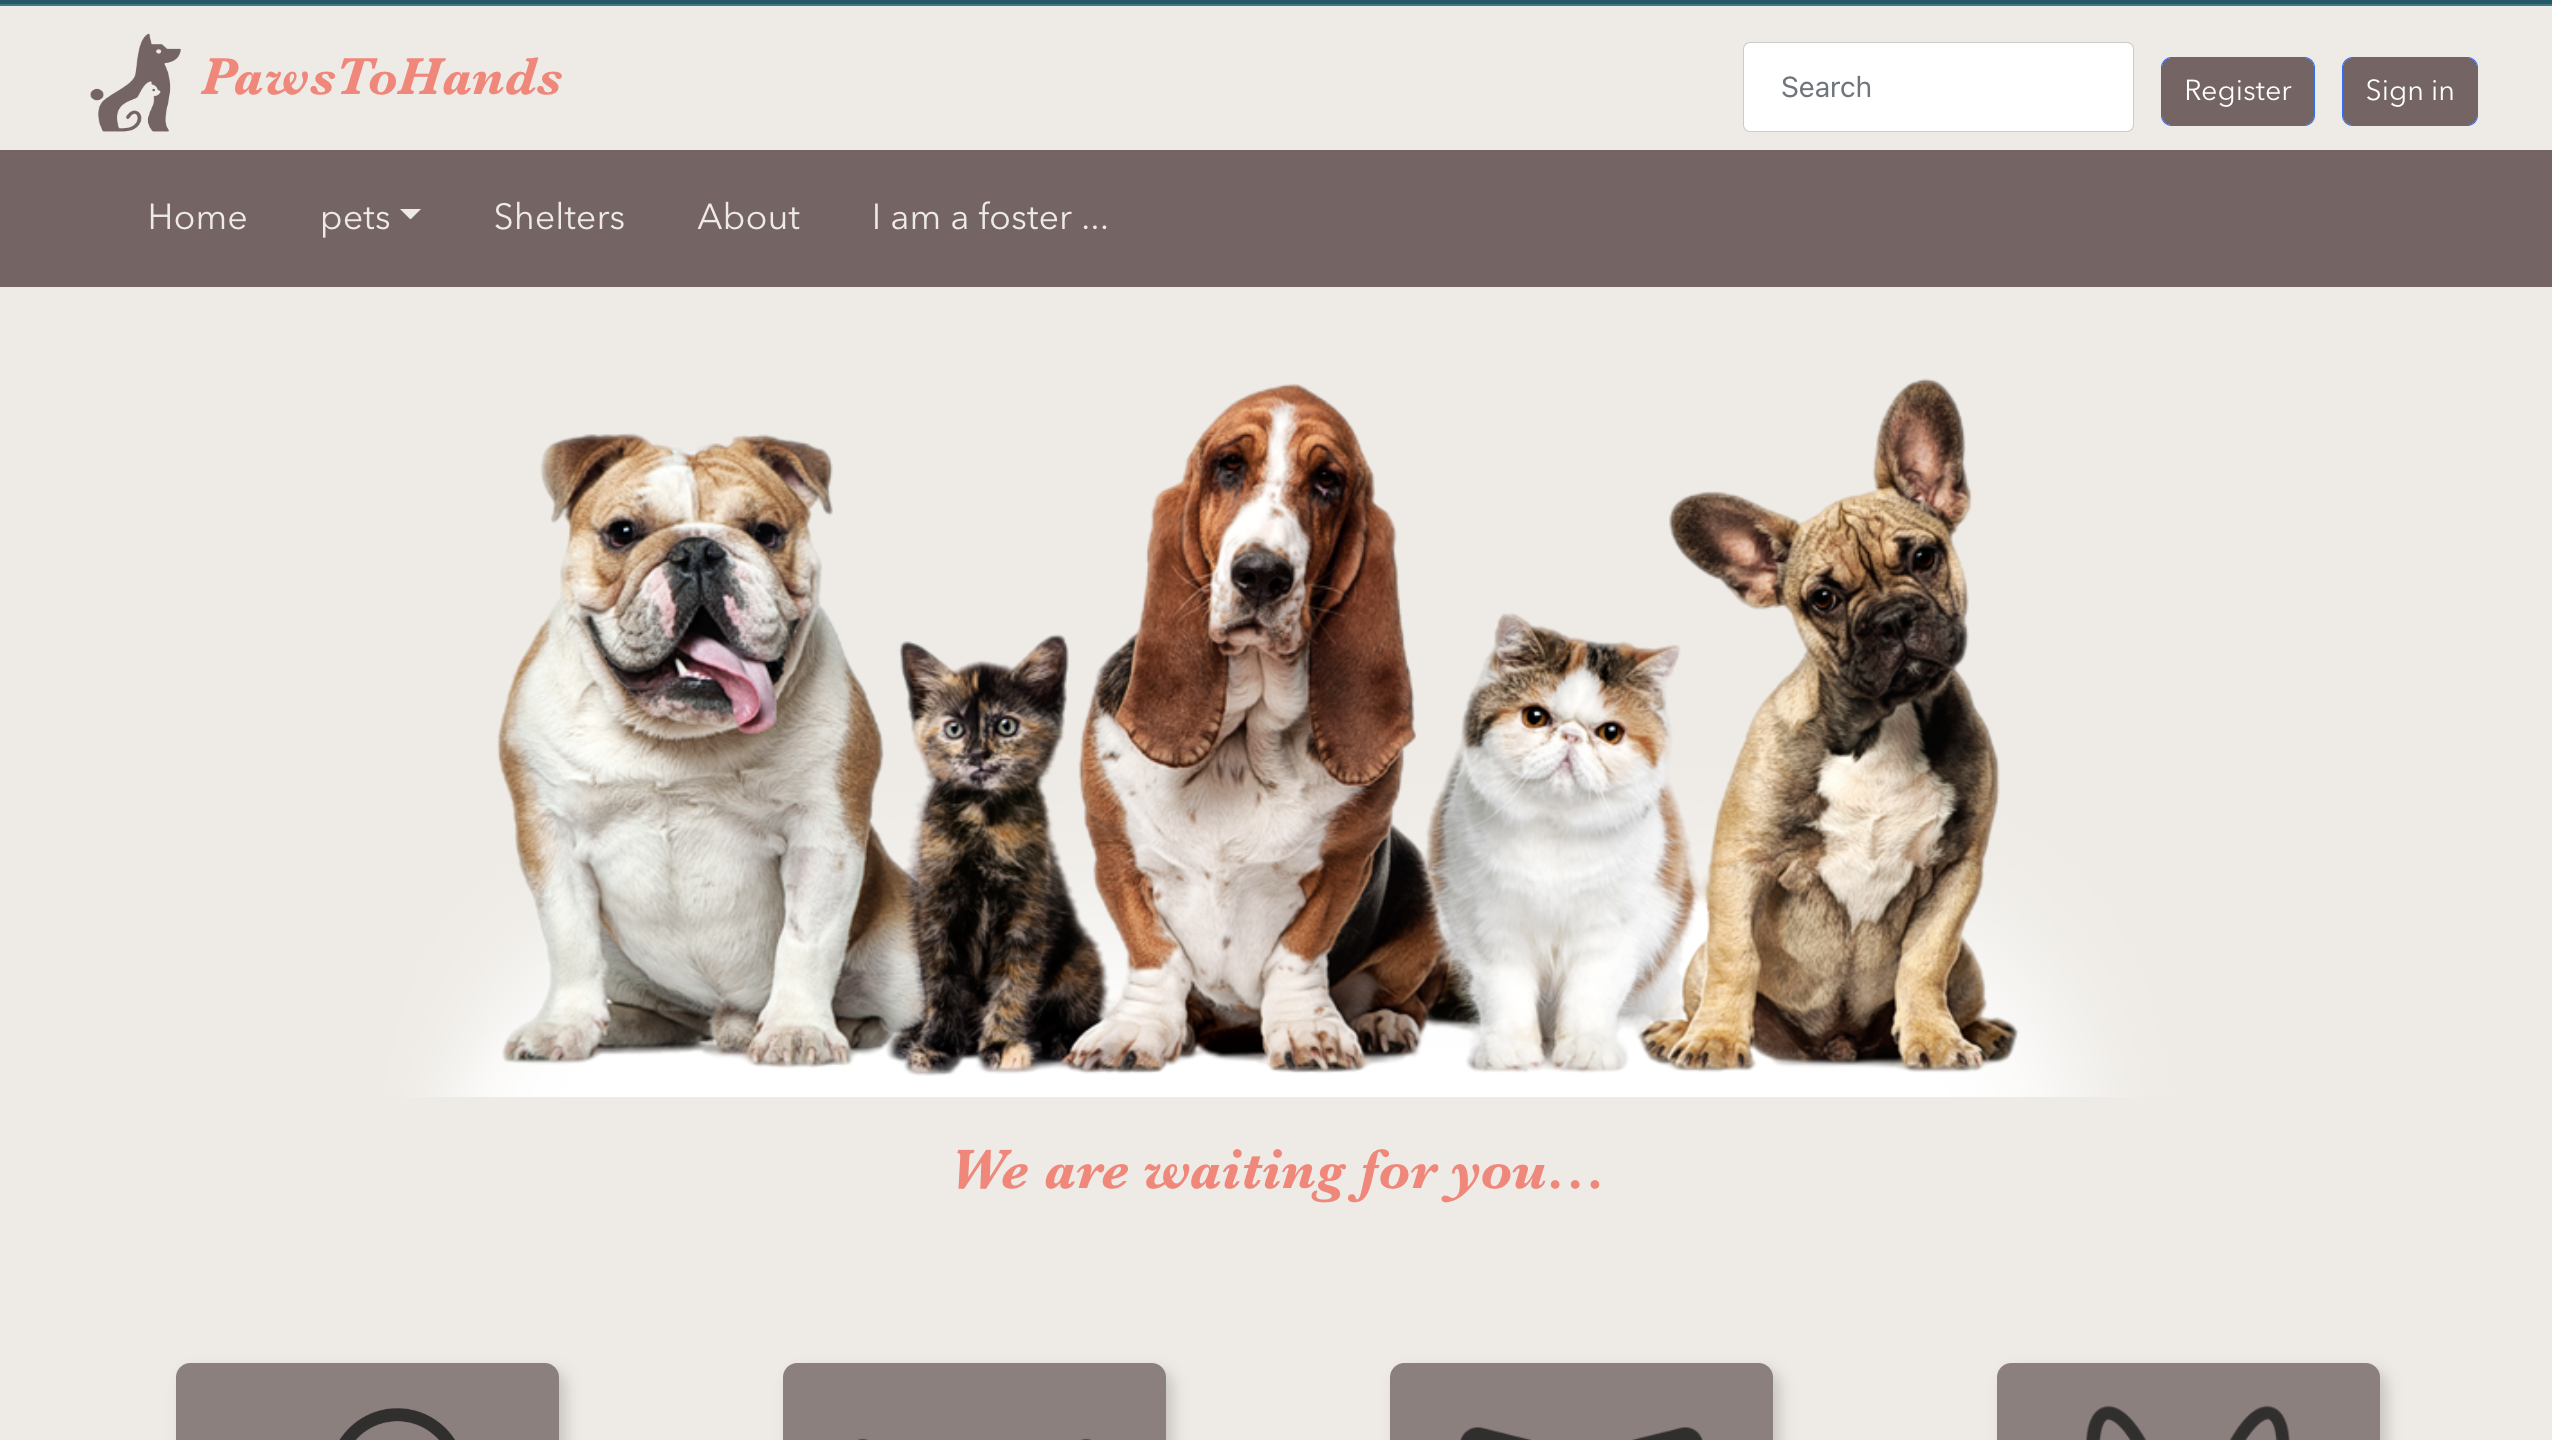 PawsToHands
Search
Register
Sign in
Home
pets
Shelters
About
I am a foster ...
We are waiting for you...